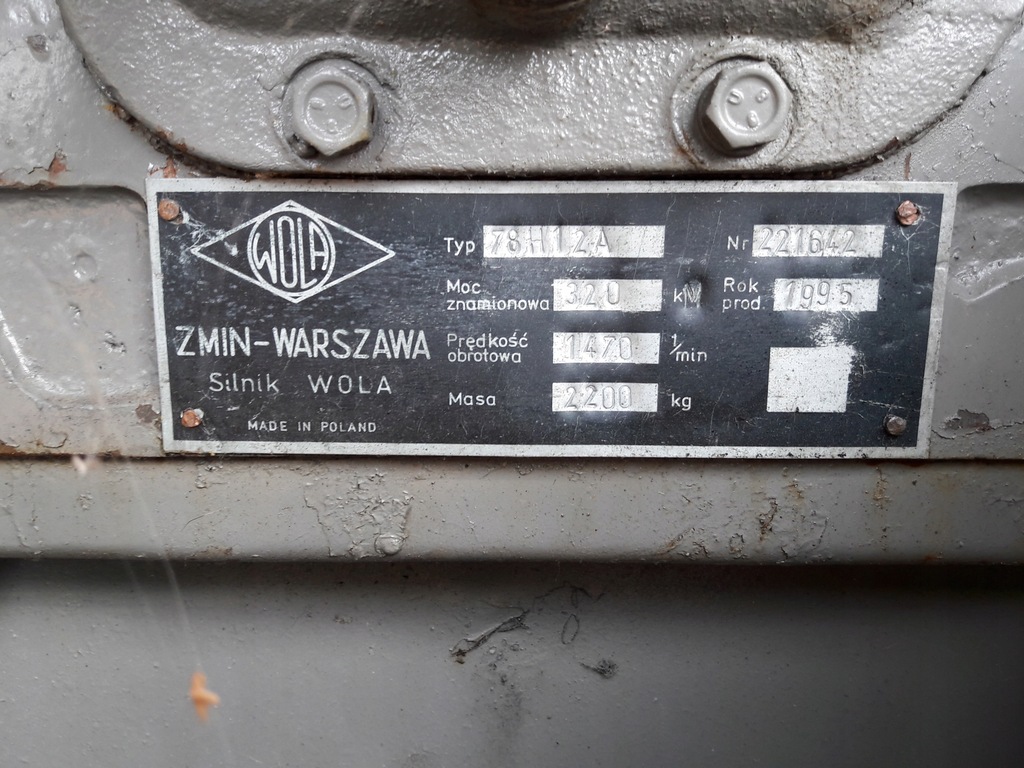 WOLA
ZMIN-WARSZAWA
Silnik WOLA
MADE IN POLAND
Typ 78H12A
Nr 221642
Moc znamionowa 320 kW
Rok prod. 1995
Prędkość obrotowa 1470 1/min
Masa 2200 kg